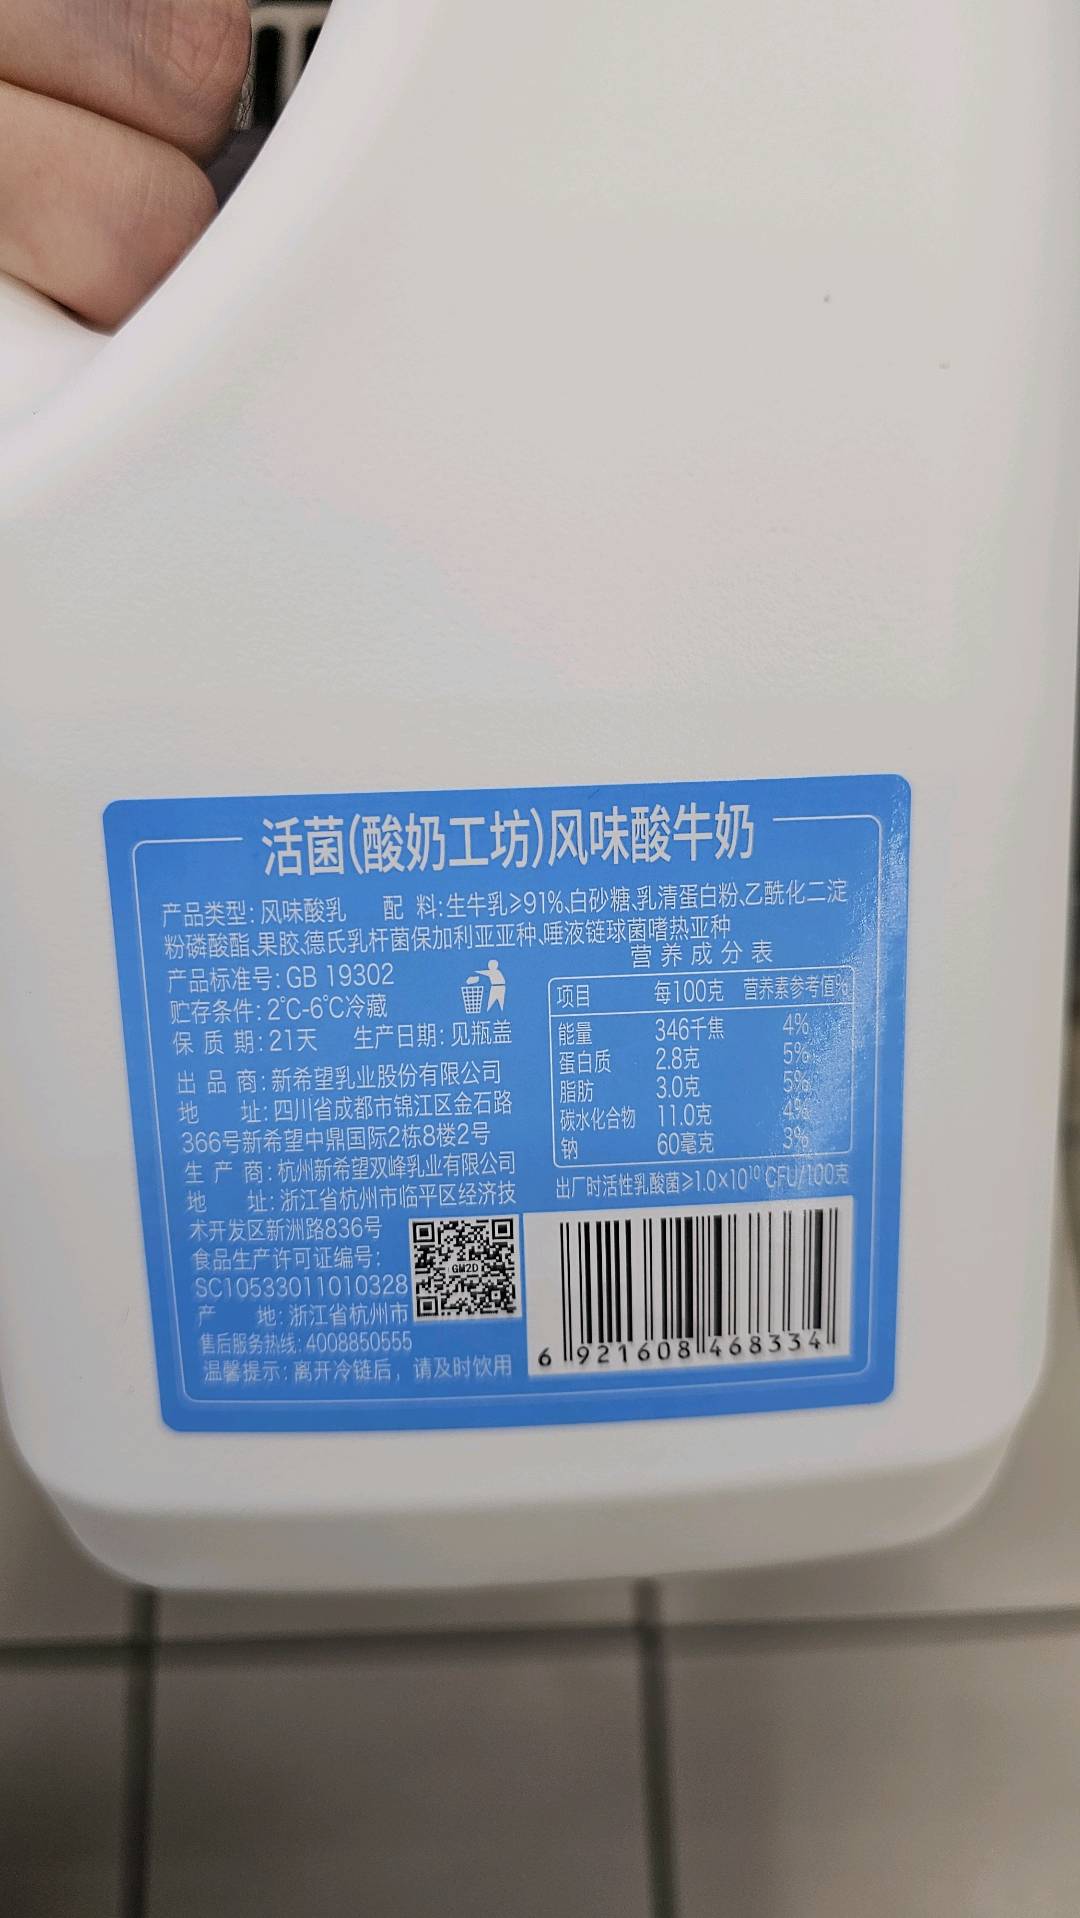 活菌(酸奶工坊)风味酸牛奶
产品类型:风味酸乳 配 料:生牛乳≥91%、白砂糖、乳清蛋白粉、乙酰化二淀
粉磷酸酯、果胶、德氏乳杆菌保加利亚亚种、唾液链球菌嗜热亚种
产品标准号:GB 19302
贮存条件:2℃-6℃冷藏
保 质 期:21天 生产日期:见瓶盖
出 品 商:新希望乳业股份有限公司
地 址:四川省成都市锦江区金石路
366号新希望中鼎国际2栋8楼2号
生 产 商:杭州新希望双峰乳业有限公司
地 址:浙江省杭州市临平区经济技
术开发区新洲路836号
食品生产许可证编号:
SC10533011010328
产 地:浙江省杭州市
售后服务热线:4008850555
温馨提示:离开冷链后，请及时饮用
GM2D
营养成分表
项目 每100克 营养素参考值%
能量 346千焦 4%
蛋白质 2.8克 5%
脂肪 3.0克 5%
碳水化合物 11.0克 4%
钠 60毫克 3%
出厂时活性乳酸菌≥1.0×10¹⁰ CFU/100克
6 921608 468334